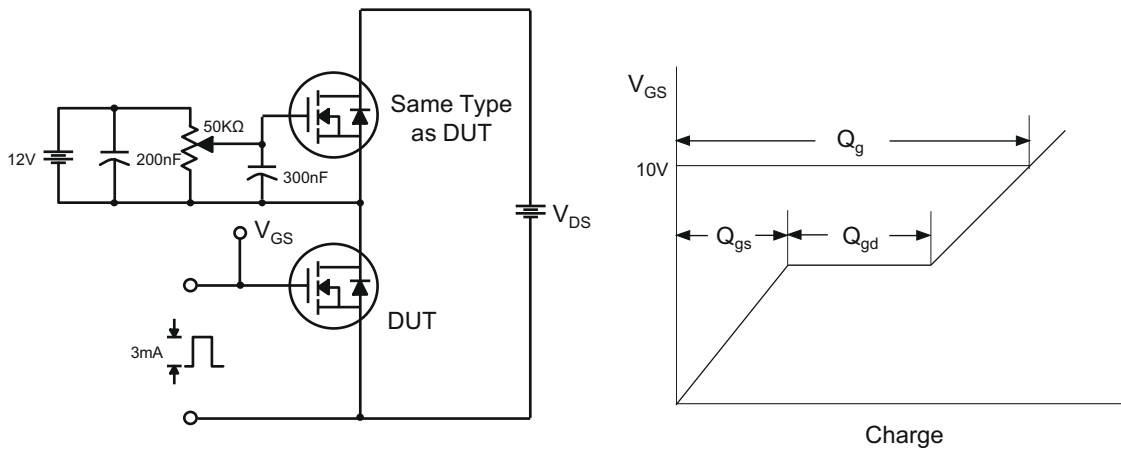 12V
200nF
50KΩ
300nF
Same Type
as DUT
V_DS
V_GS
DUT
3mA
V_GS
10V
Q_g
Q_gs
Q_gd
Charge